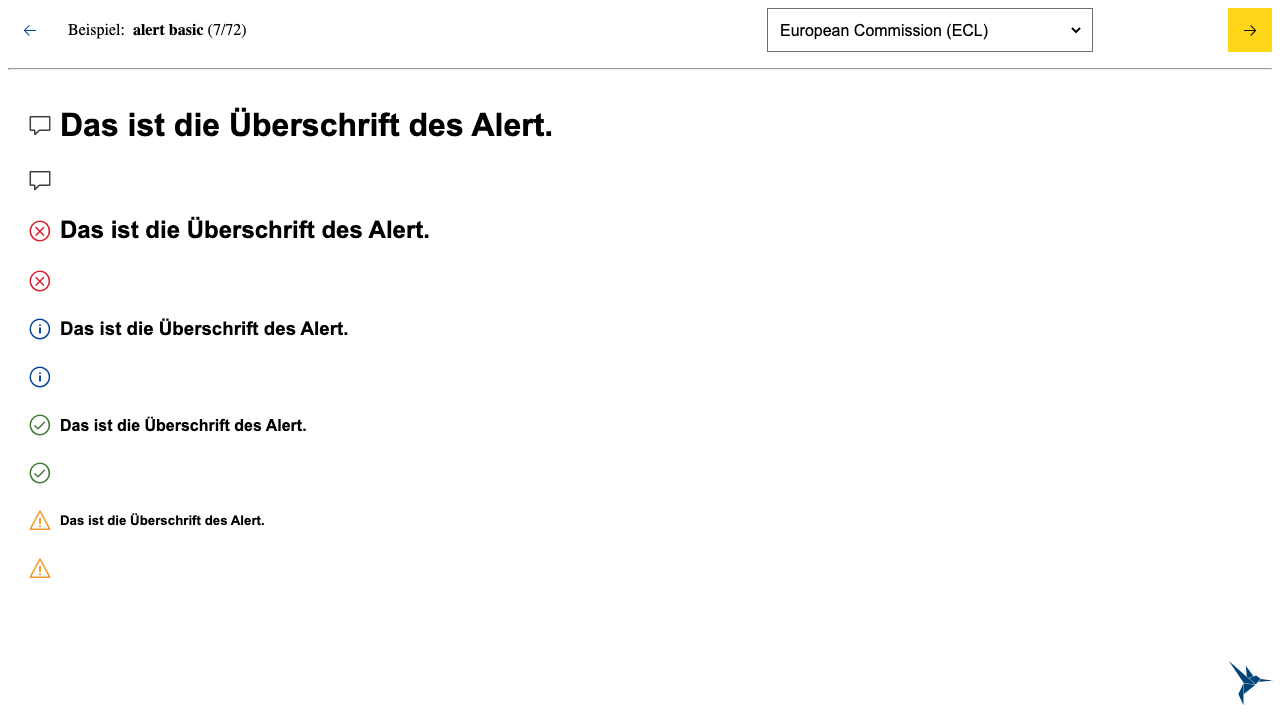 Beispiel: alert basic (7/72)
European Commission (ECL)
Das ist die Überschrift des Alert.
Das ist die Überschrift des Alert.
Das ist die Überschrift des Alert.
Das ist die Überschrift des Alert.
Das ist die Überschrift des Alert.